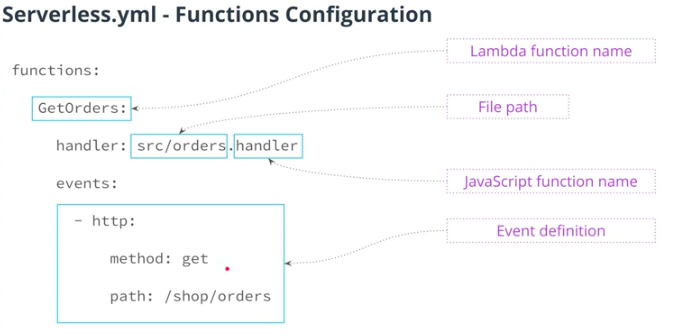 Serverless.yml - Functions Configuration
Lambda function name
functions:
GetOrders:
File path
handler: src/orders.handler
JavaScript function name
events:
Event definition
- http:
method: get
path: /shop/orders